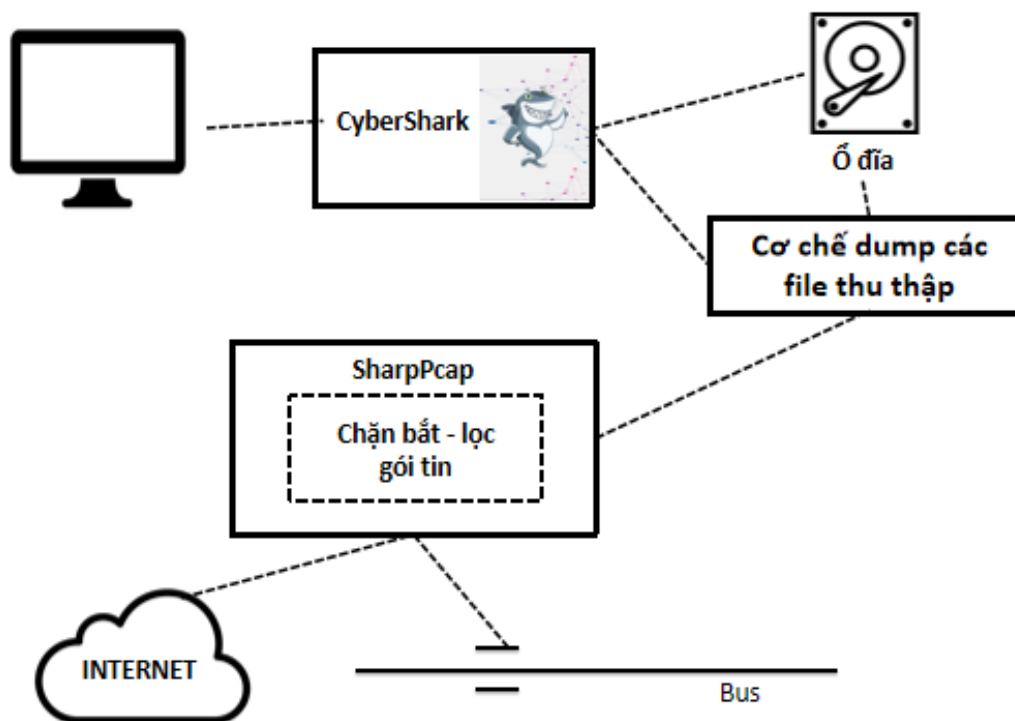 CyberShark
Ổ đĩa
Cơ chế dump các
file thu thập
SharpPcap
Chặn bắt - lọc
gói tin
INTERNET
Bus